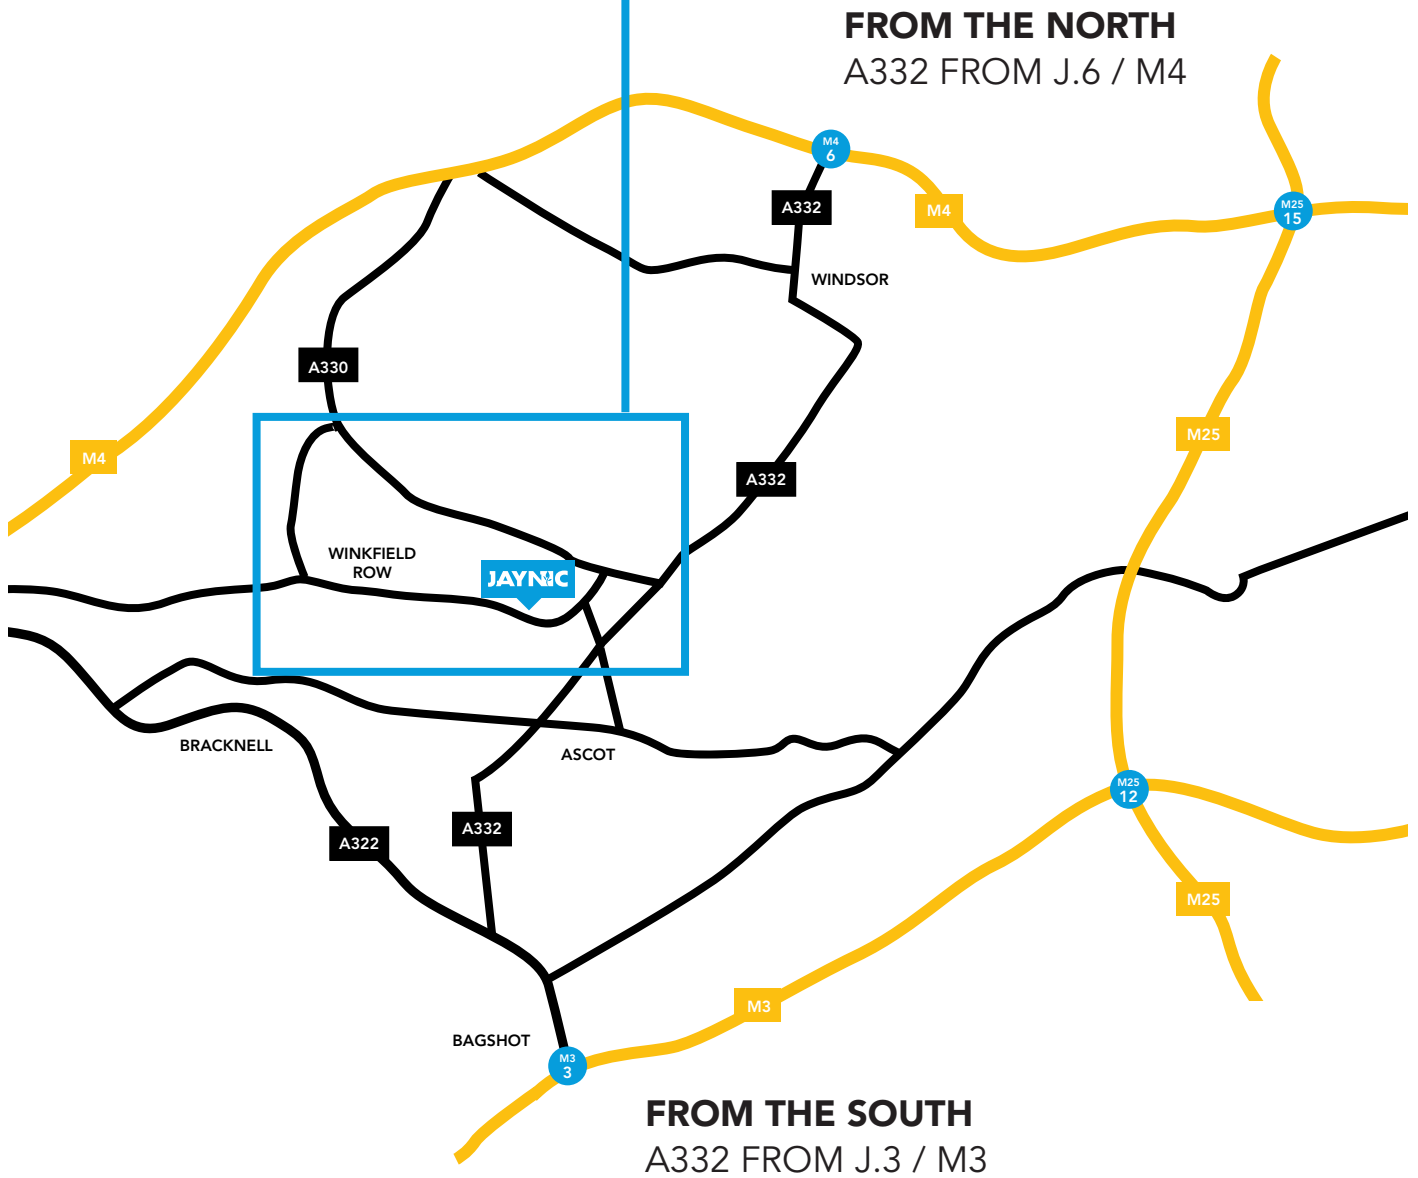 FROM THE NORTH
A332 FROM J.6 / M4
M4
6
A332
M4
M25
15
WINDSOR
A330
M25
M4
A332
WINKFIELD
ROW
JAYNIC
BRACKNELL
ASCOT
M25
12
A332
A322
M25
M3
BAGSHOT
M3
3
FROM THE SOUTH
A332 FROM J.3 / M3